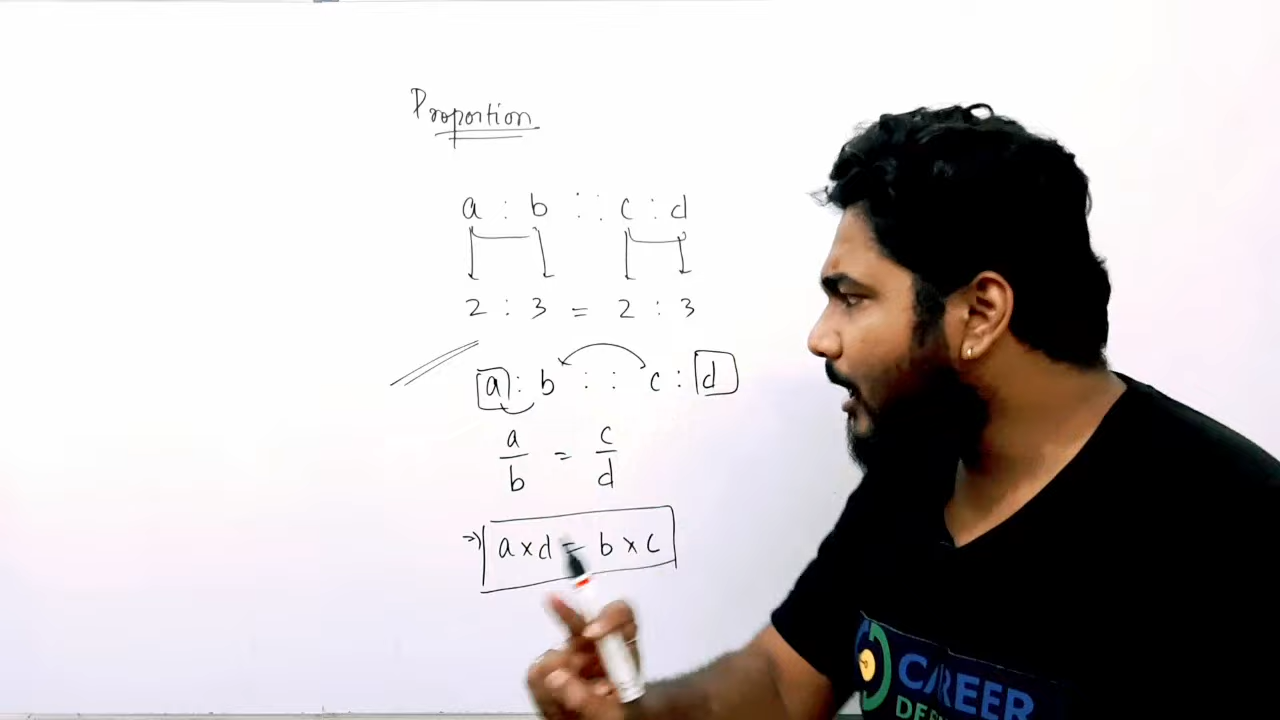 Proportion
a : b :: c : d
2 : 3 = 2 : 3
a : b :: c : d
a/b = c/d
⇒ a x d = b x c
CAREER